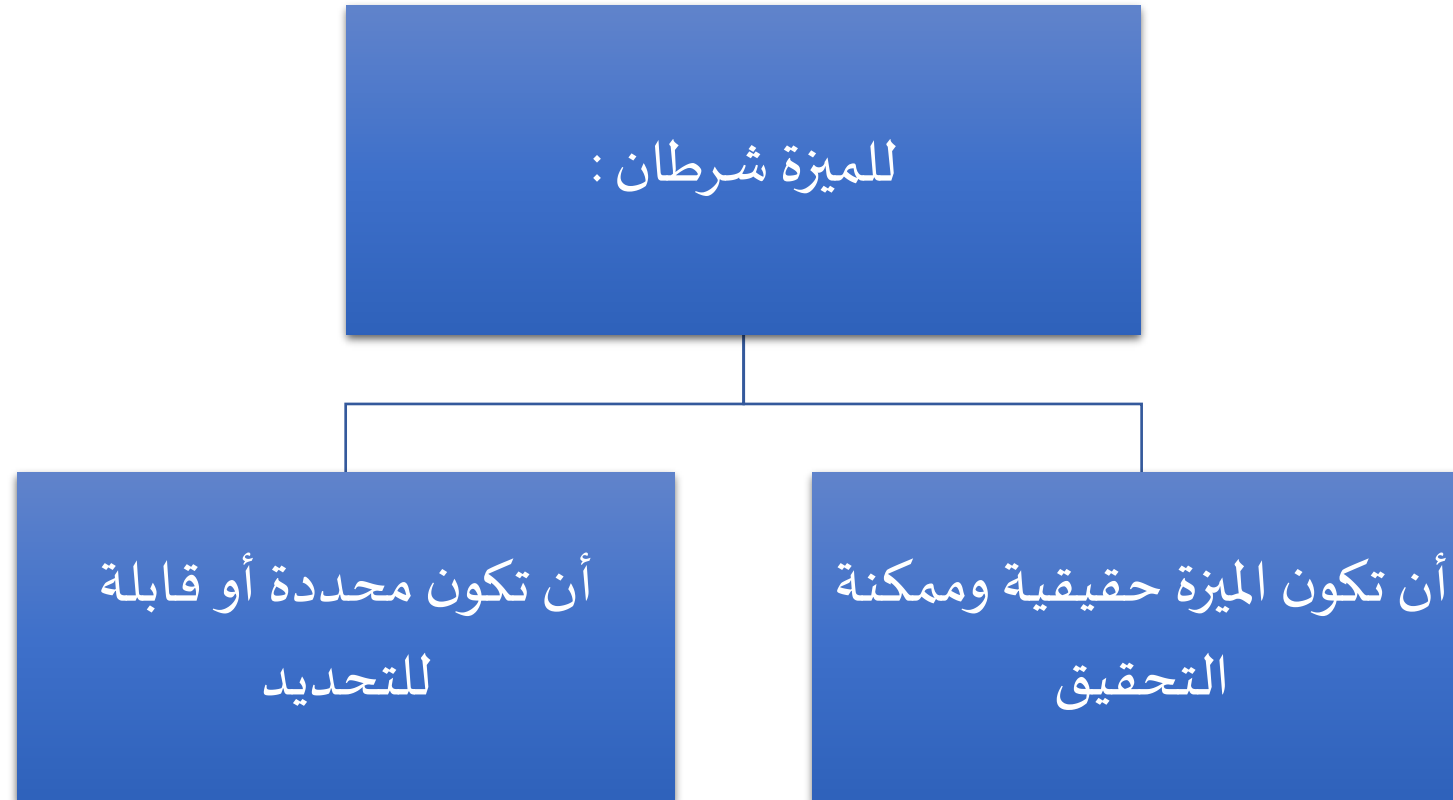 للميزة شرطان :
أن تكون الميزة حقيقية وممكنة
التحقيق
أن تكون محددة أو قابلة
للتحديد